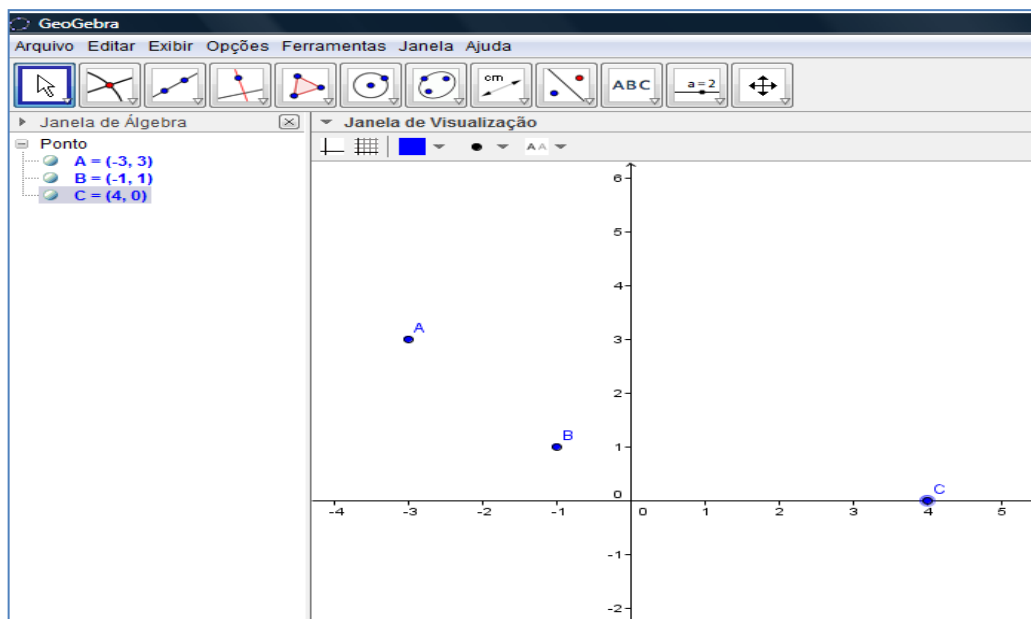 GeoGebra
Arquivo Editar Exibir Opções Ferramentas Janela Ajuda
cm ABC a=2
Janela de Álgebra
Janela de Visualização
Ponto
A = (-3, 3)
B = (-1, 1)
C = (4, 0)
AA
6
5
4
A
3
2
B
1
0
C
-4 -3 -2 -1 0 1 2 3 4 5
-1
-2